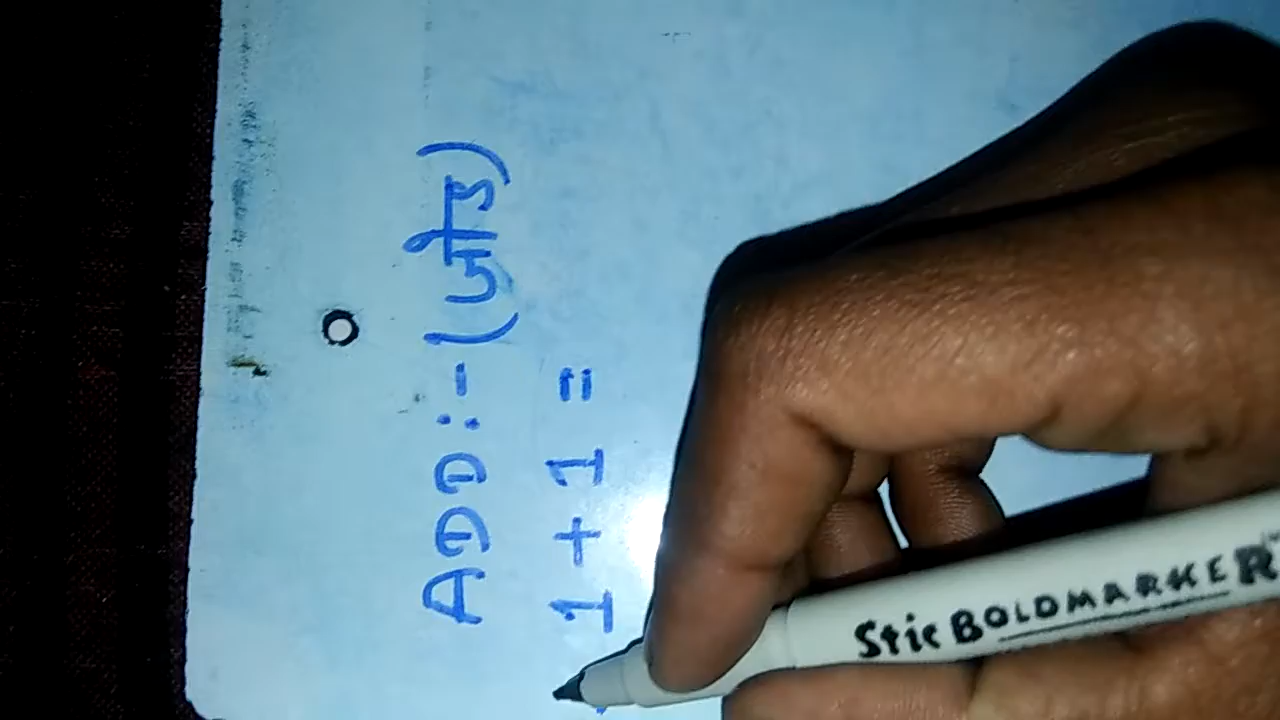 ADD:-(जोड)
1+1=
Stic BOLDMARKER